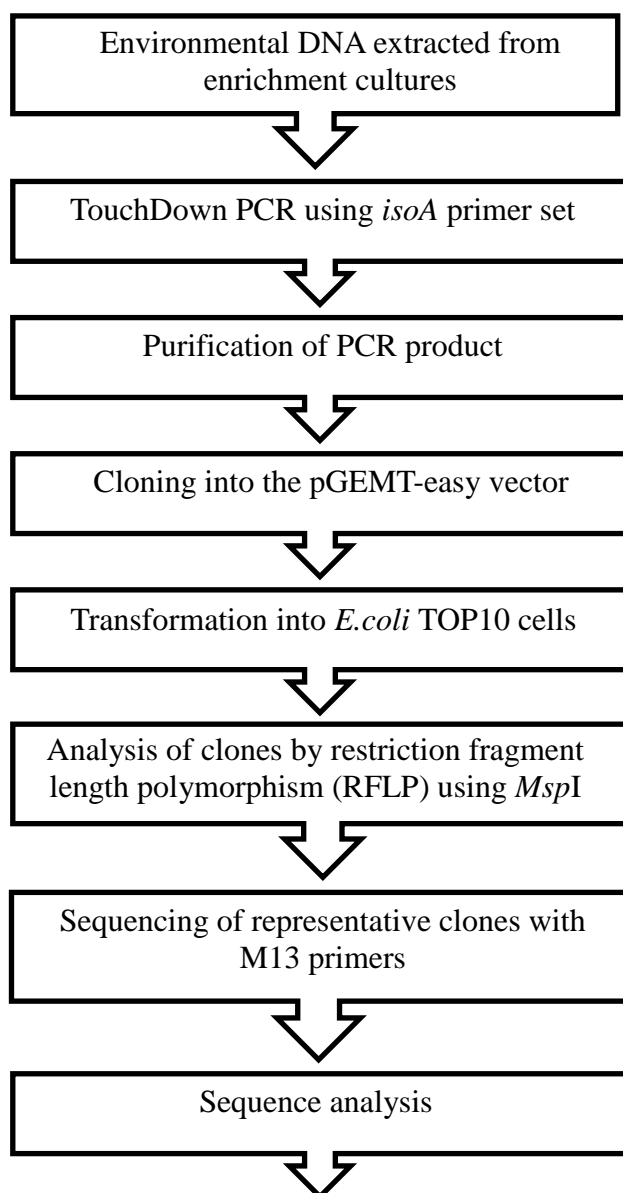 Environmental DNA extracted from
enrichment cultures
TouchDown PCR using isoA primer set
Purification of PCR product
Cloning into the pGEMT-easy vector
Transformation into E.coli TOP10 cells
Analysis of clones by restriction fragment
length polymorphism (RFLP) using MspI
Sequencing of representative clones with
M13 primers
Sequence analysis